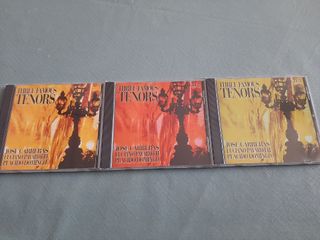 THREE FAMOUS
TENORS
JOSE CARRERAS
LUCIANO PAVAROTTI
PLACIDO DOMINGO
THREE FAMOUS
TENORS
JOSE CARRERAS
LUCIANO PAVAROTTI
PLACIDO DOMINGO
THREE FAMOUS
TENORS
JOSE CARRERAS
LUCIANO PAVAROTTI
PLACIDO DOMINGO